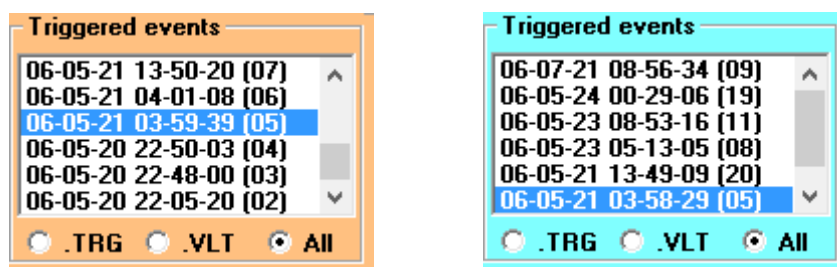 Triggered events
06-05-21 13-50-20 (07)
06-05-21 04-01-08 (06)
06-05-21 03-59-39 (05)
06-05-20 22-50-03 (04)
06-05-20 22-48-00 (03)
06-05-20 22-05-20 (02)
.TRG .VLT All
Triggered events
06-07-21 08-56-34 (09)
06-05-24 00-29-06 (19)
06-05-23 08-53-16 (11)
06-05-23 05-13-05 (08)
06-05-21 13-49-09 (20)
06-05-21 03-58-29 (05)
.TRG .VLT All